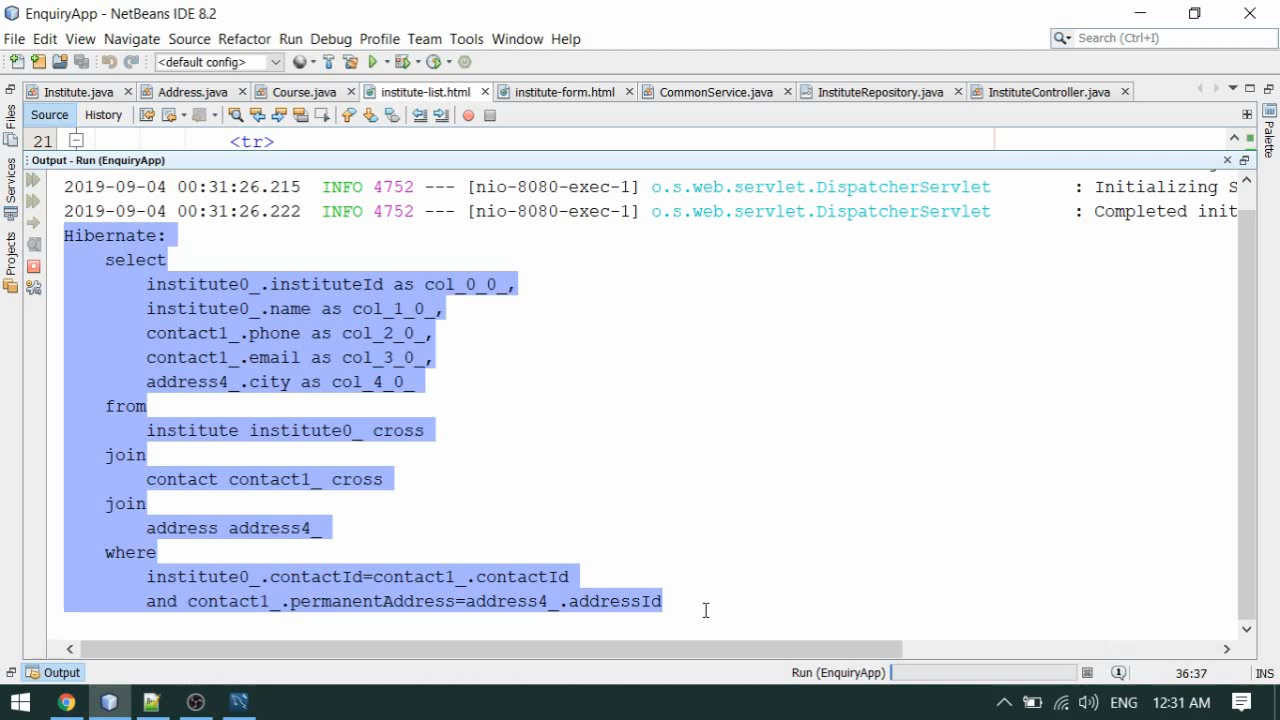 EnquiryApp - NetBeans IDE 8.2
File Edit View Navigate Source Refactor Run Debug Profile Team Tools Window Help
Search (Ctrl+I)
<default config>
Institute.java Address.java Course.java institute-list.html institute-form.html CommonService.java InstituteRepository.java InstituteController.java
Source History
21 <tr>
Output - Run (EnquiryApp)
2019-09-04 00:31:26.215 INFO 4752 --- [nio-8080-exec-1] o.s.web.servlet.DispatcherServlet : Initializing S
2019-09-04 00:31:26.222 INFO 4752 --- [nio-8080-exec-1] o.s.web.servlet.DispatcherServlet : Completed init
Hibernate:
select
institute0_.instituteId as col_0_0_,
institute0_.name as col_1_0_,
contact1_.phone as col_2_0_,
contact1_.email as col_3_0_,
address4_.city as col_4_0_
from
institute institute0_ cross
join
contact contact1_ cross
join
address address4_
where
institute0_.contactId=contact1_.contactId
and contact1_.permanentAddress=address4_.addressId
Files
Services
Projects
Palette
Output
Run (EnquiryApp)
1
36:37
INS
ENG
12:31 AM